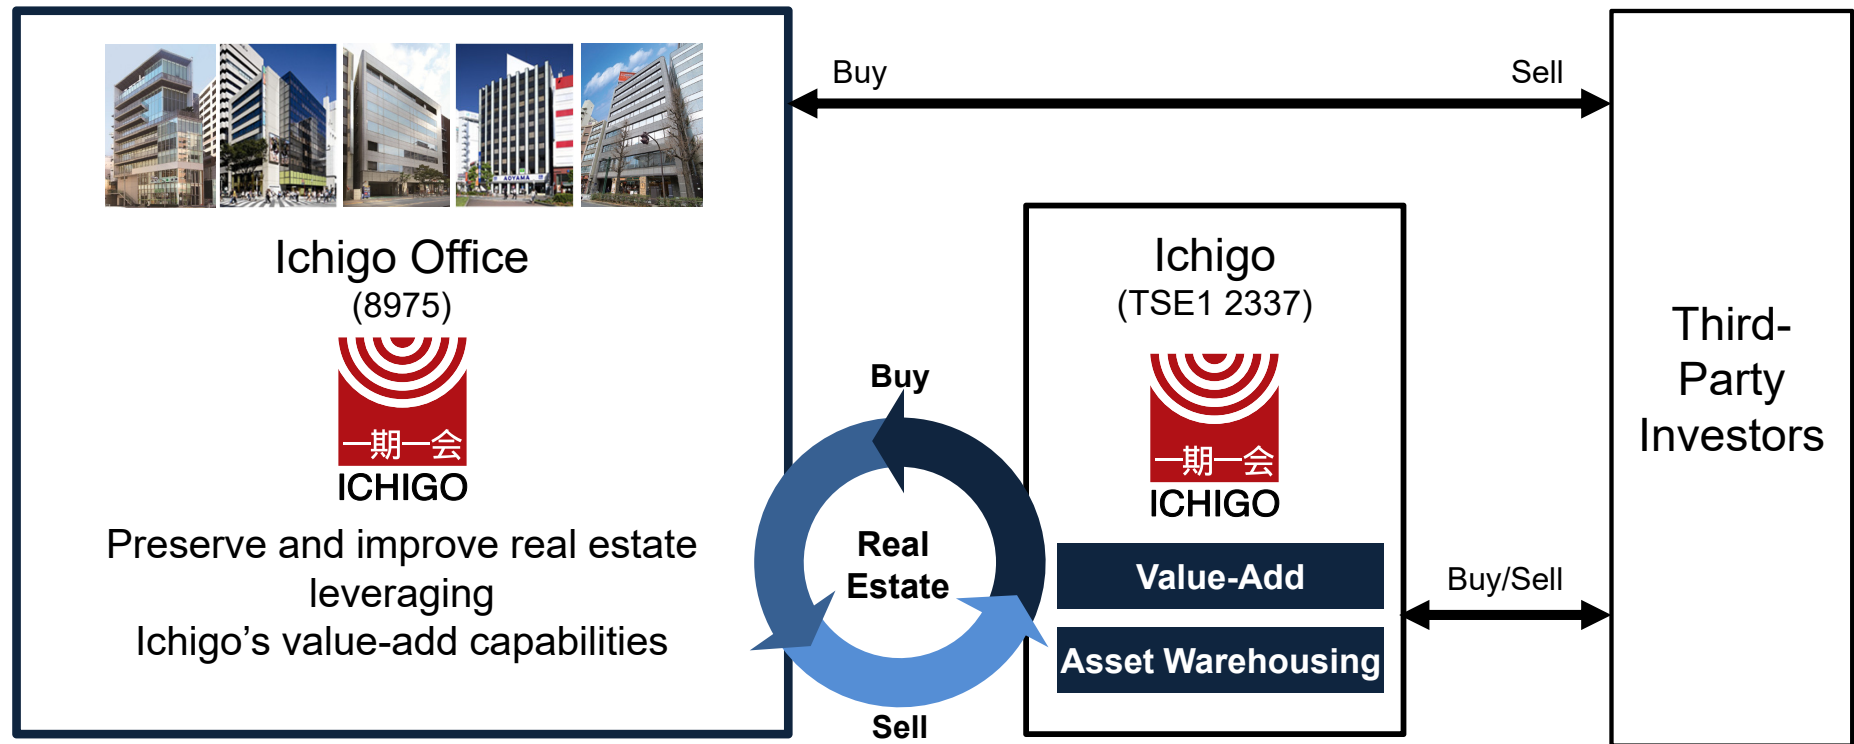 AOYAMA
Ichigo Office
(8975)
一期一会
ICHIGO
Preserve and improve real estate
leveraging
Ichigo’s value-add capabilities
Buy
Sell
Buy
Real
Estate
Sell
Ichigo
(TSE1 2337)
一期一会
ICHIGO
Value-Add
Asset Warehousing
Buy/Sell
Third-
Party
Investors